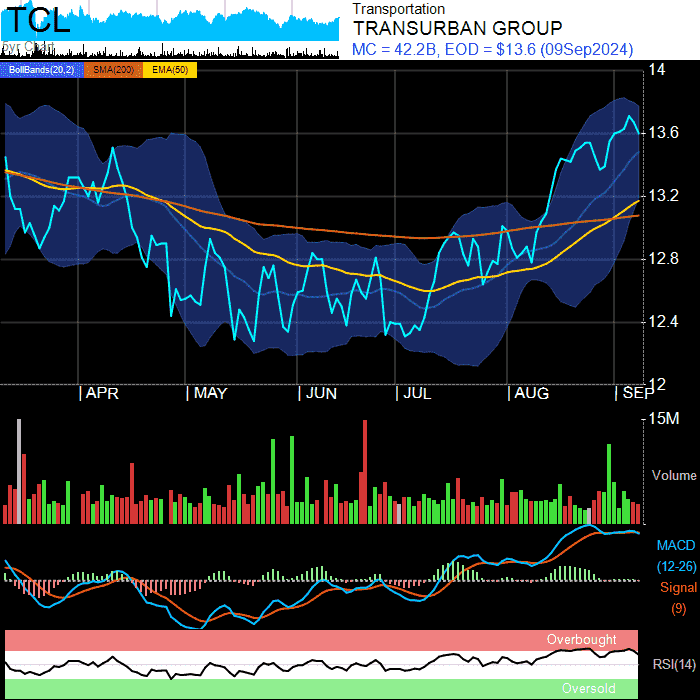 TCL
5yr Chart
Transportation
TRANSURBAN GROUP
MC = 42.2B, EOD = $13.6 (09Sep2024)
BollBands(20,2) SMA(200) EMA(50)
14
13.6
13.2
12.8
12.4
12
| APR | MAY | JUN | JUL | AUG | SEP
15M
Volume
MACD
(12-26)
Signal
(9)
Overbought
RSI(14)
Oversold